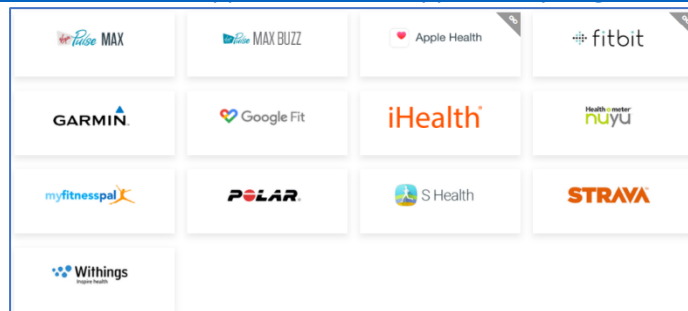 Pulse MAX
Pulse MAX BUZZ
Apple Health
fitbit
GARMIN
Google Fit
iHealth
Health o meter
nuyu
myfitnesspal
POLAR
S Health
STRAVA
Withings
Inspire health